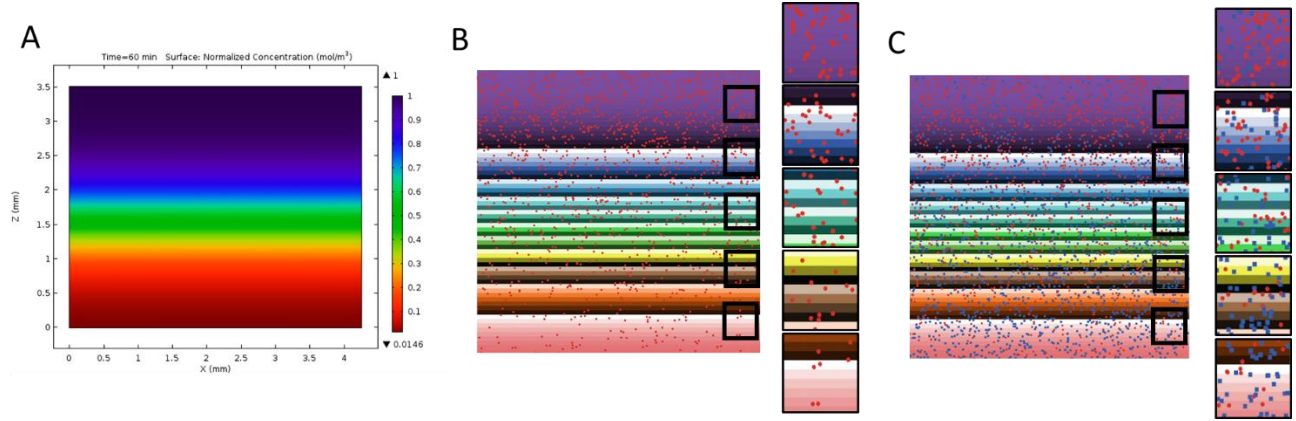 A
B
C
Time=60 min   Surface: Normalized Concentration (mol/m³)
▲ 1
3.5
3
2.5
2
1.5
1
0.5
0
Z (mm)
1
0.9
0.8
0.7
0.6
0.5
0.4
0.3
0.2
0.1
▼ 0.0146
0 0.5 1 1.5 2 2.5 3 3.5 4
X (mm)